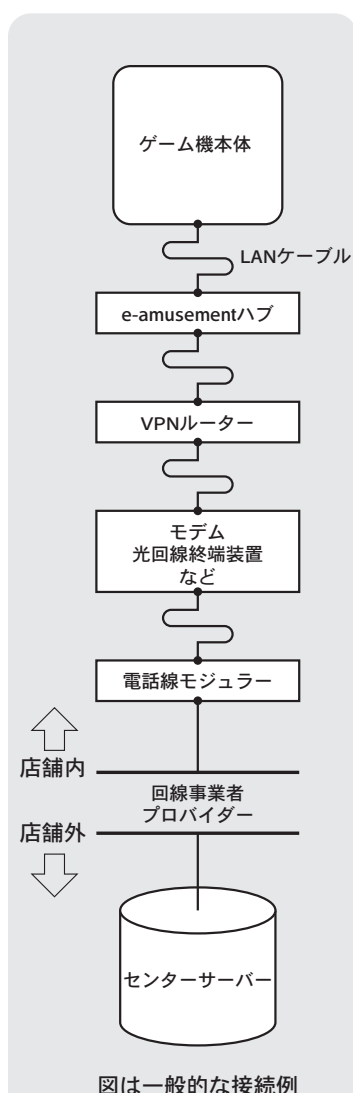 ゲーム機本体
LANケーブル
e-amusementハブ
VPNルーター
モデム
光回線終端装置
など
電話線モジュラー
店舗内
回線事業者
プロバイダー
店舗外
センターサーバー
図は一般的な接続例